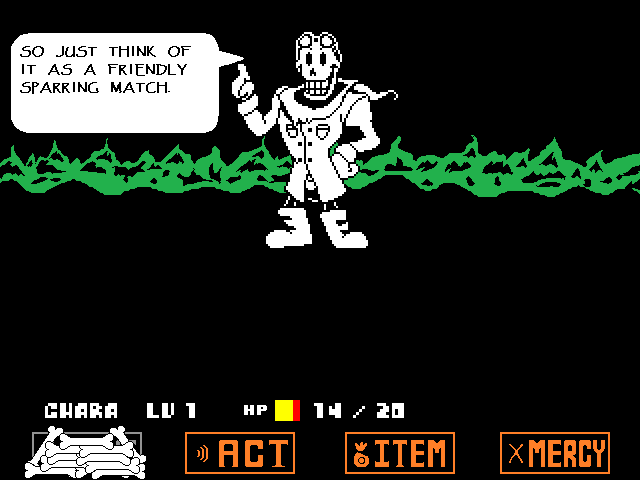 SO JUST THINK OF
IT AS A FRIENDLY
SPARRING MATCH.
CHARA LV 1 HP 14 / 20
ACT ITEM MERCY